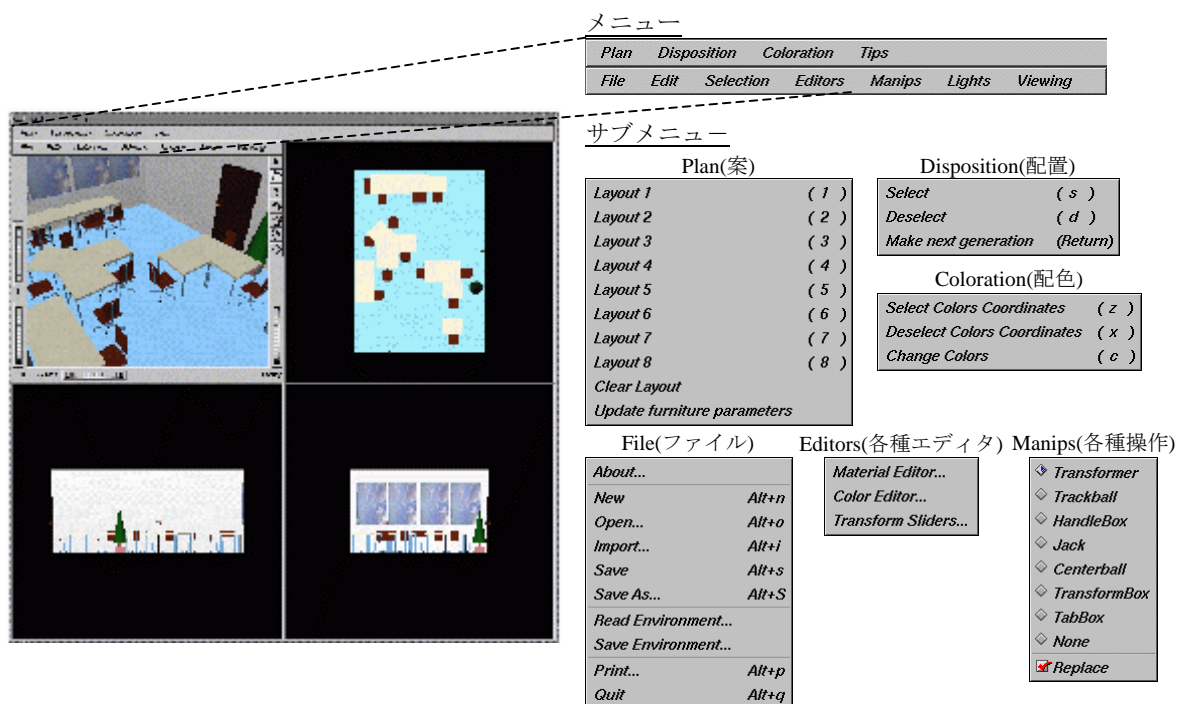 メニュー
Plan Disposition Coloration Tips
File Edit Selection Editors Manips Lights Viewing
サブメニュー
Plan(案)
Layout 1 ( 1 )
Layout 2 ( 2 )
Layout 3 ( 3 )
Layout 4 ( 4 )
Layout 5 ( 5 )
Layout 6 ( 6 )
Layout 7 ( 7 )
Layout 8 ( 8 )
Clear Layout
Update furniture parameters
Disposition(配置)
Select ( s )
Deselect ( d )
Make next generation (Return)
Coloration(配色)
Select Colors Coordinates ( z )
Deselect Colors Coordinates ( x )
Change Colors ( c )
File(ファイル)
About...
New Alt+n
Open... Alt+o
Import... Alt+i
Save Alt+s
Save As... Alt+S
Read Environment...
Save Environment...
Print... Alt+p
Quit Alt+q
Editors(各種エディタ)
Material Editor...
Color Editor...
Transform Sliders...
Manips(各種操作)
Transformer
Trackball
HandleBox
Jack
Centerball
TransformBox
TabBox
None
Replace